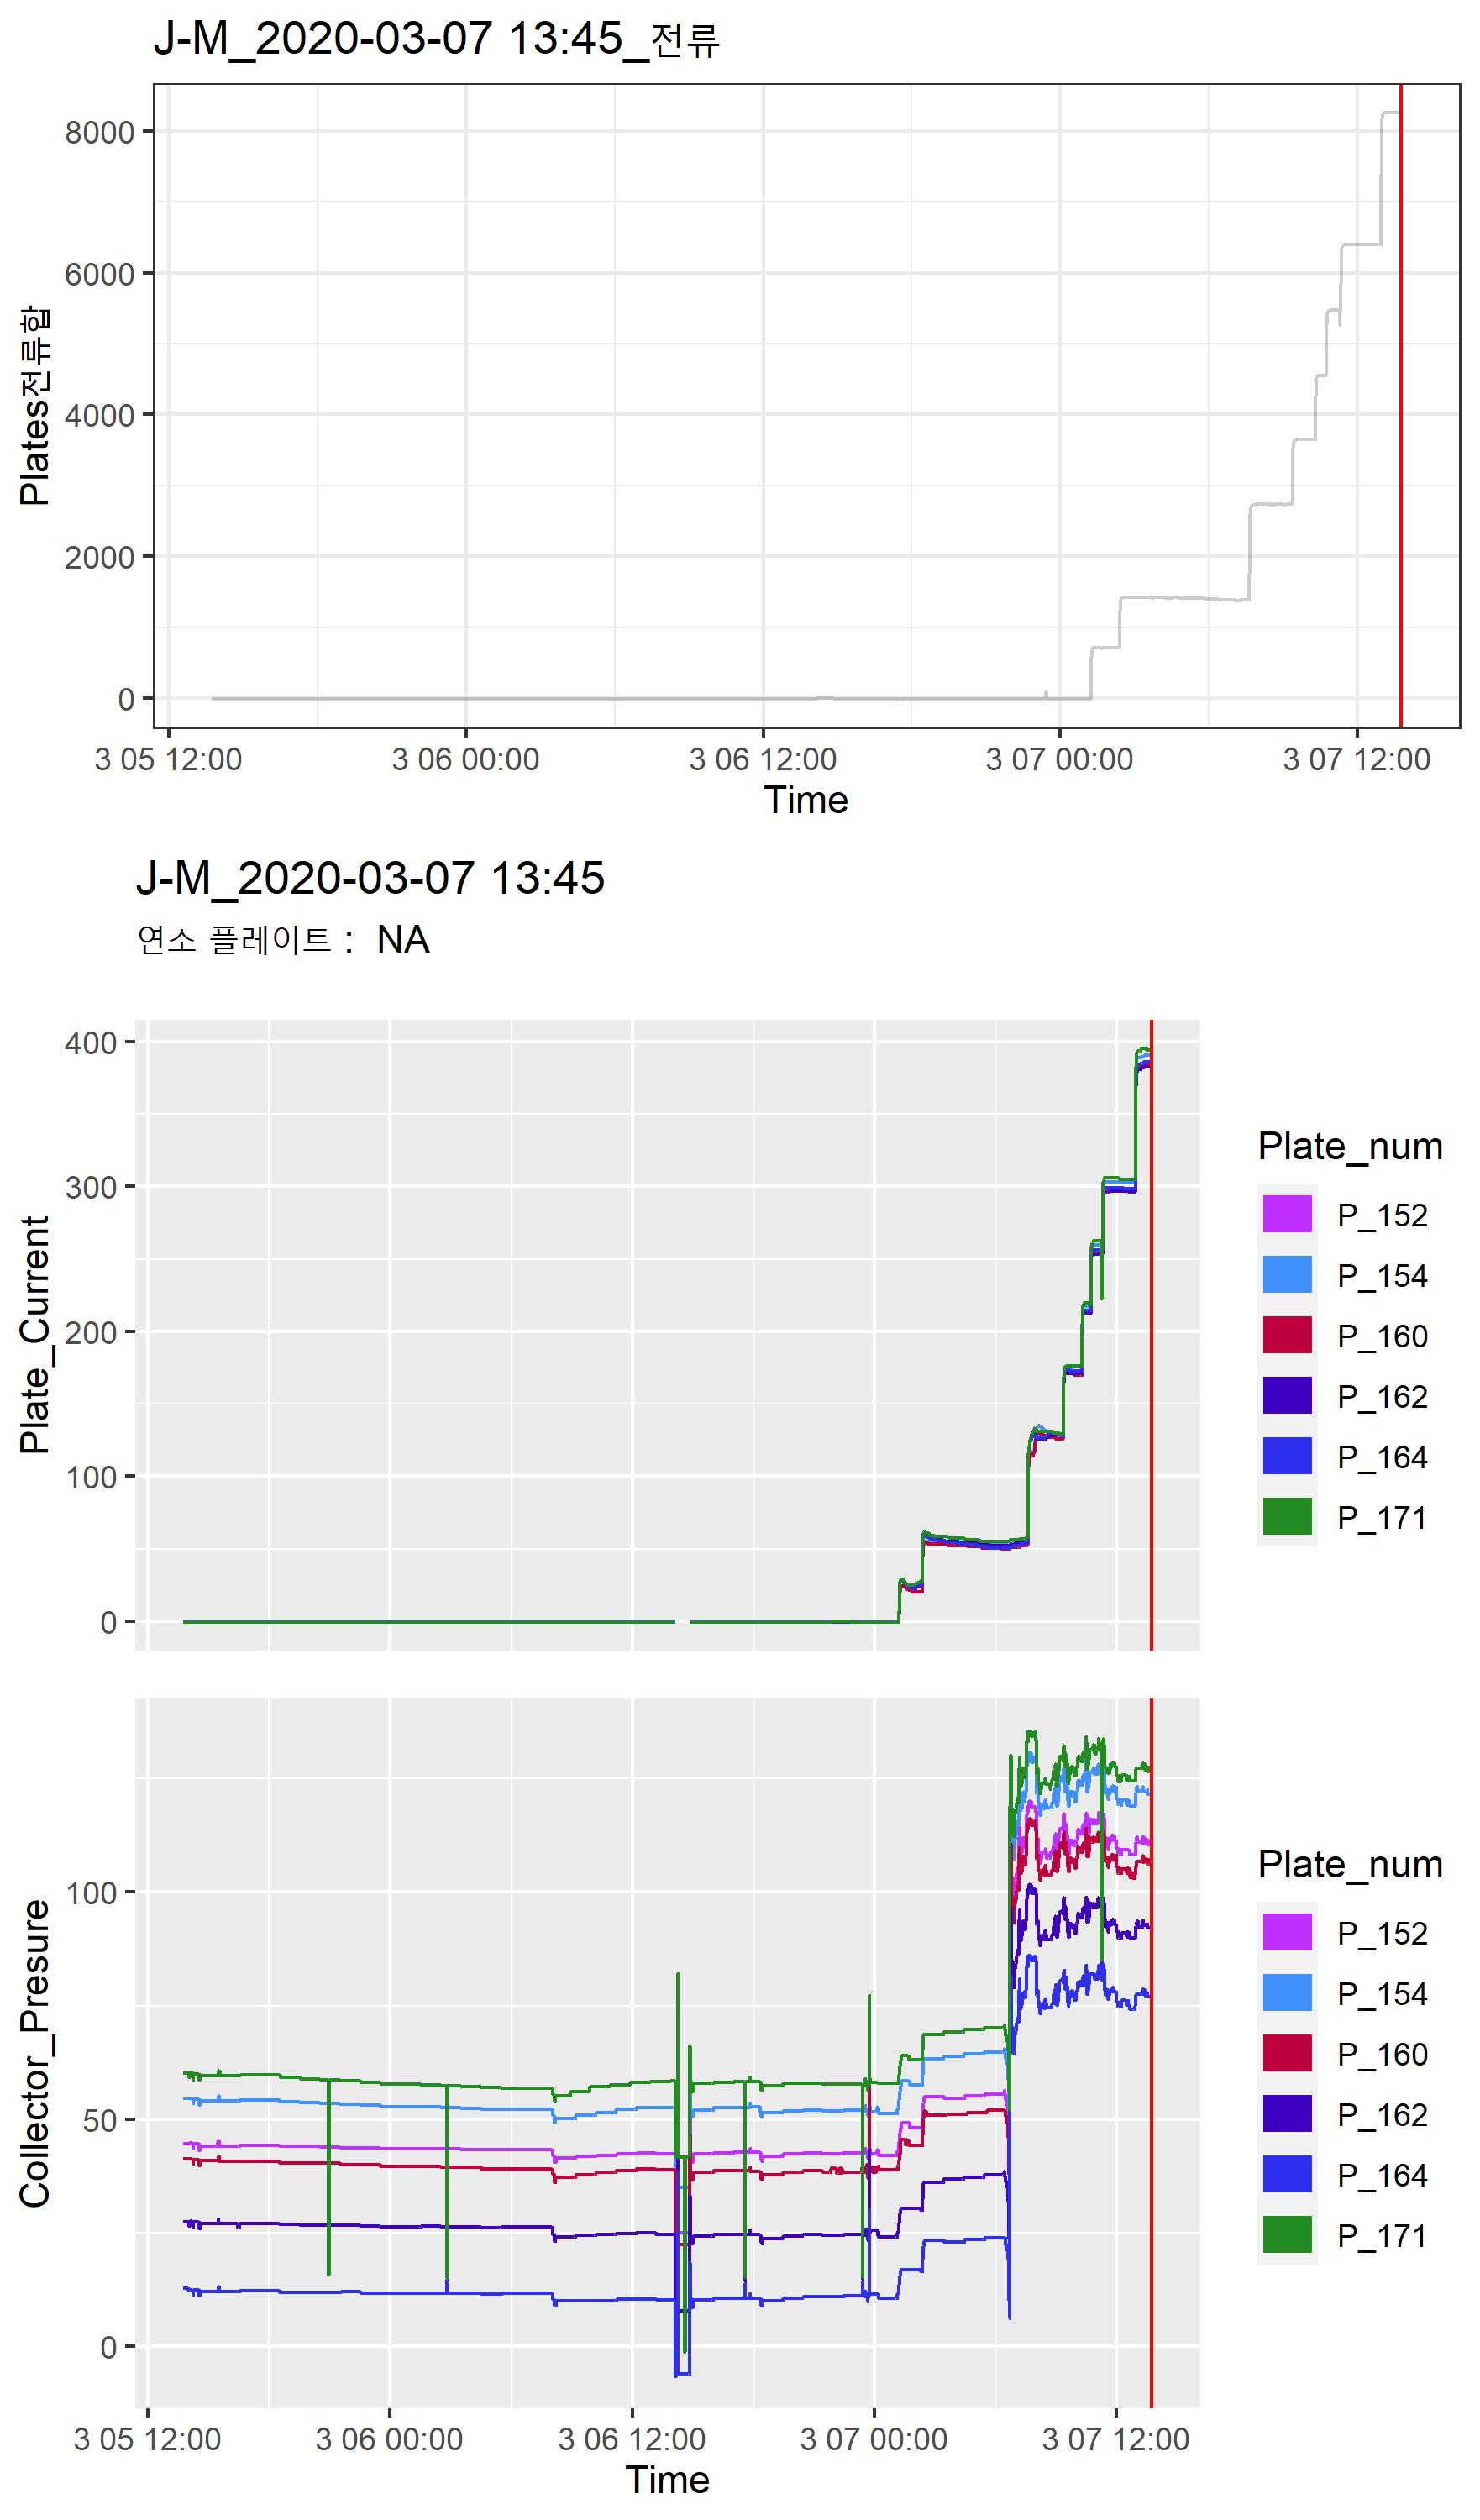 J-M_2020-03-07 13:45_전류
Plates전류합
8000
6000
4000
2000
0
3 05 12:00 3 06 00:00 3 06 12:00 3 07 00:00 3 07 12:00
Time
J-M_2020-03-07 13:45
연소 플레이트 : NA
Plate_Current
400
300
200
100
0
Plate_num
P_152
P_154
P_160
P_162
P_164
P_171
Collector_Presure
100
50
0
Plate_num
P_152
P_154
P_160
P_162
P_164
P_171
3 05 12:00 3 06 00:00 3 06 12:00 3 07 00:00 3 07 12:00
Time